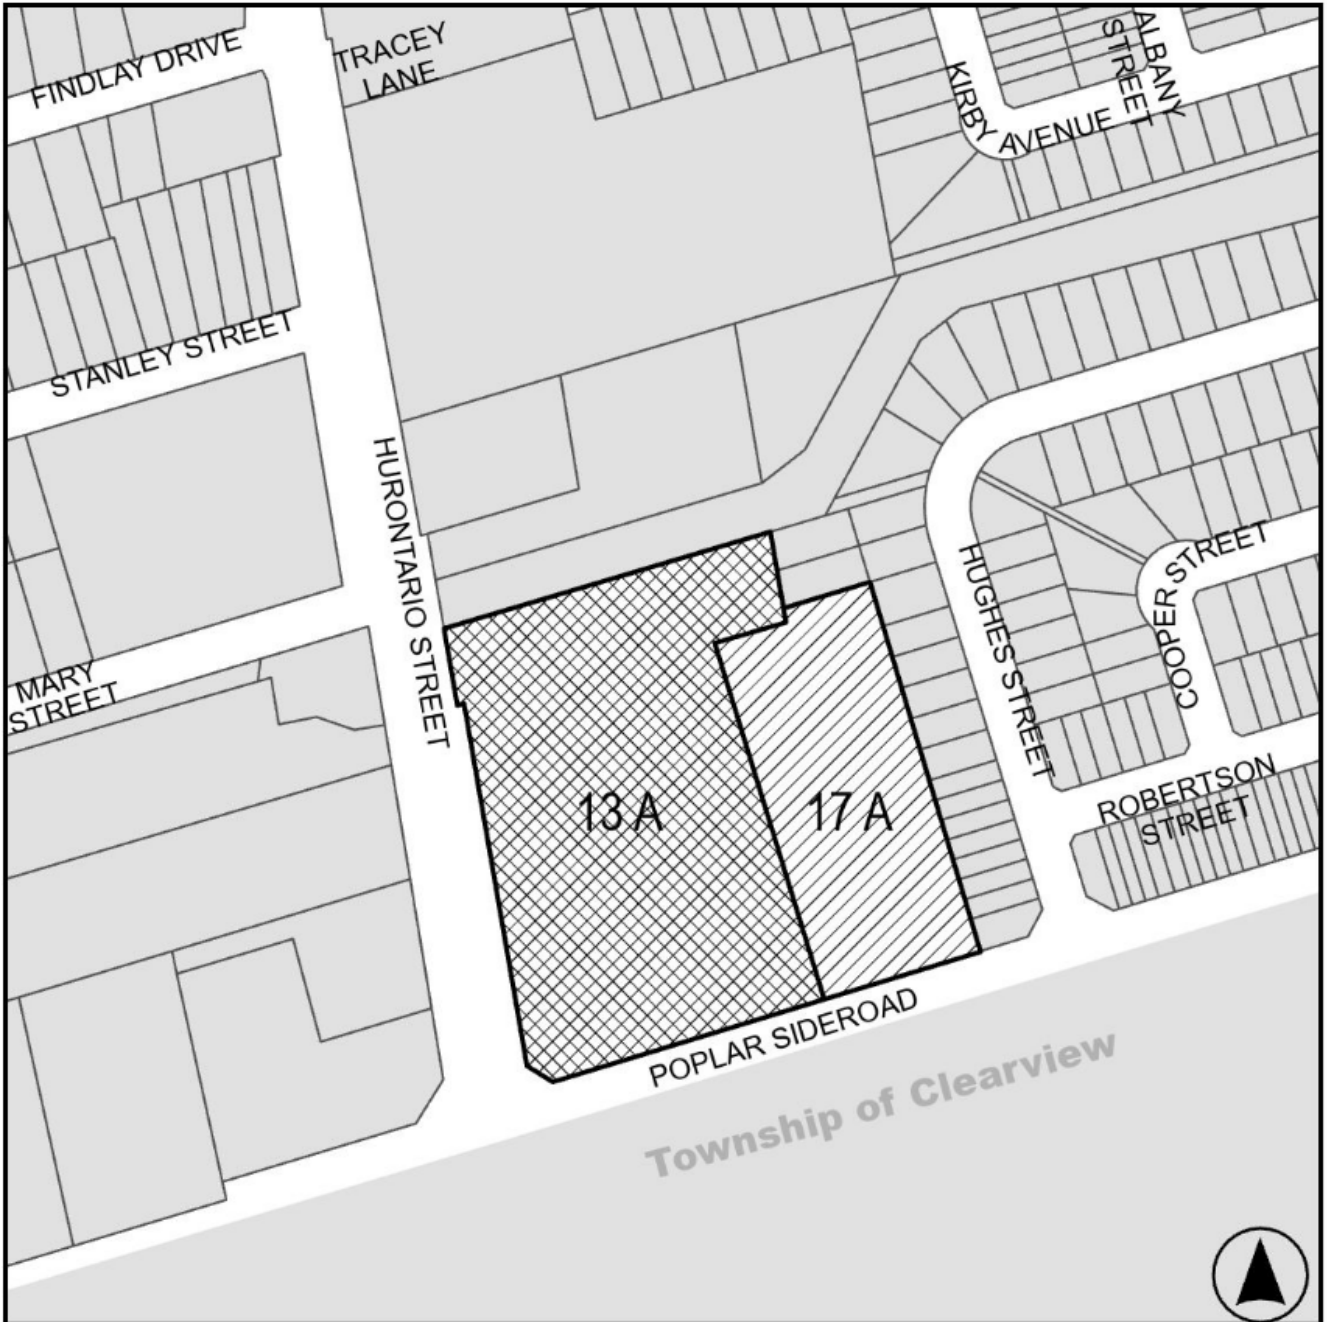 FINDLAY DRIVE
TRACEY
LANE
KIRBY AVENUE
ALBANY
STREET
STANLEY STREET
HURONTARIO STREET
HUGHES STREET
COOPER STREET
MARY
STREET
13 A
17 A
ROBERTSON
STREET
POPLAR SIDEROAD
Township of Clearview